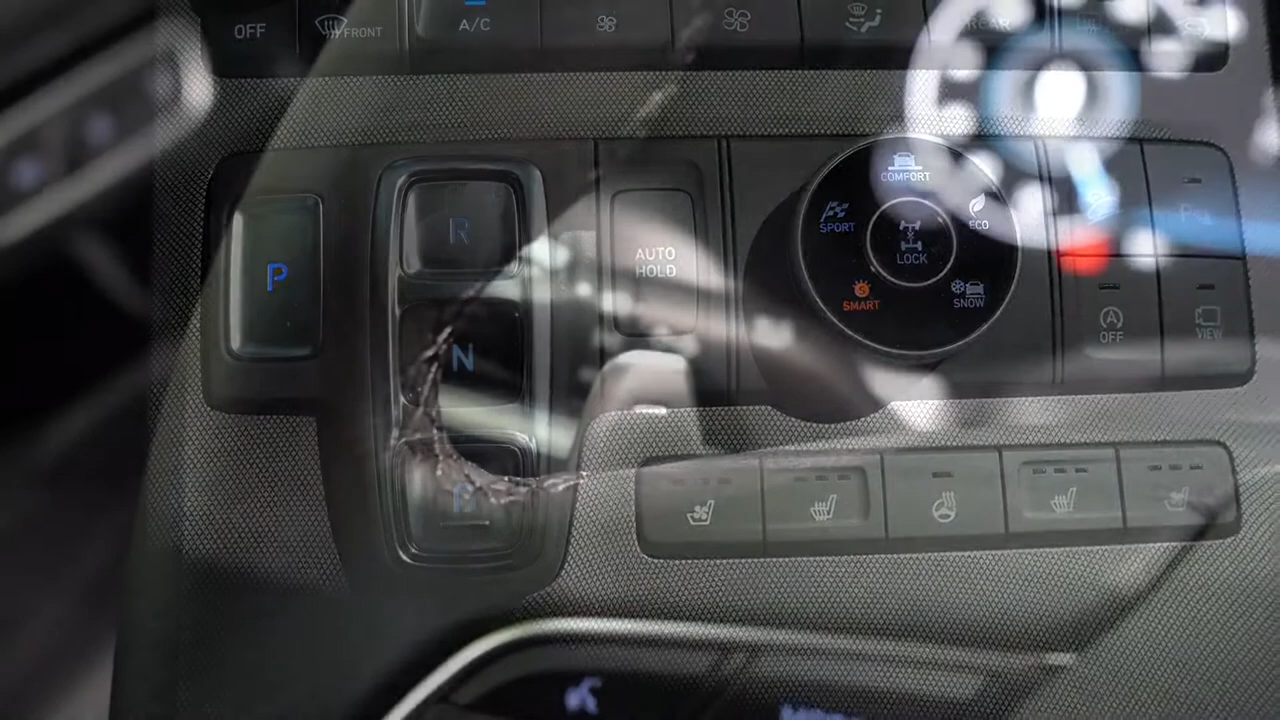 OFF
FRONT
A/C
REAR
P
R
N
AUTO
HOLD
COMFORT
SPORT
ECO
LOCK
SMART
SNOW
OFF
VIEW